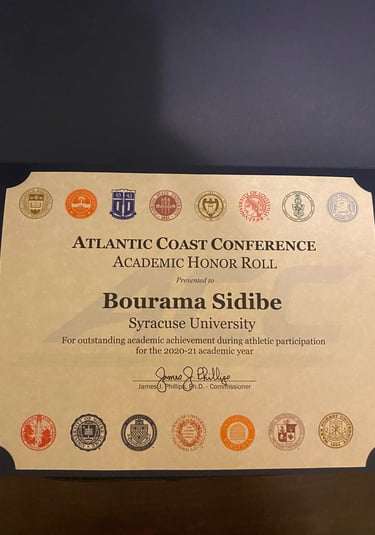 ATLANTIC COAST CONFERENCE
ACADEMIC HONOR ROLL
Presented to
Bourama Sidibe
Syracuse University
For outstanding academic achievement during athletic participation
for the 2020-21 academic year
James J. Phillips
James J. Phillips, Ph.D. - Commissioner